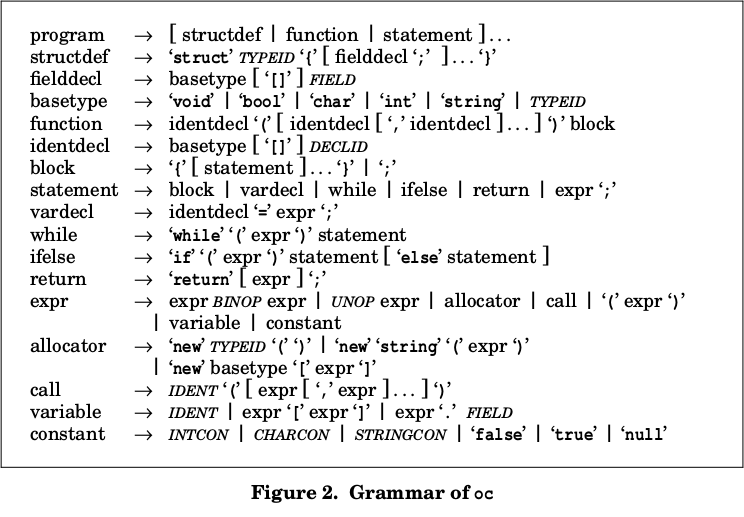 program → [ structdef | function | statement ]...
structdef → ‘struct’ TYPEID ‘{’ [ fielddecl ‘;’ ]... ‘}’
fielddecl → basetype [ ‘[]’ ] FIELD
basetype → ‘void’ | ‘bool’ | ‘char’ | ‘int’ | ‘string’ | TYPEID
function → identdecl ‘(’ [ identdecl [ ‘,’ identdecl ]... ] ‘)’ block
identdecl → basetype [ ‘[]’ ] DECLID
block → ‘{’ [ statement ]... ‘}’ | ‘;’
statement → block | vardecl | while | ifelse | return | expr ‘;’
vardecl → identdecl ‘=’ expr ‘;’
while → ‘while’ ‘(’ expr ‘)’ statement
ifelse → ‘if’ ‘(’ expr ‘)’ statement [ ‘else’ statement ]
return → ‘return’ [ expr ] ‘;’
expr → expr BINOP expr | UNOP expr | allocator | call | ‘(’ expr ‘)’
| variable | constant
allocator → ‘new’ TYPEID ‘(’ ‘)’ | ‘new’ ‘string’ ‘(’ expr ‘)’
| ‘new’ basetype ‘[’ expr ‘]’
call → IDENT ‘(’ [ expr [ ‘,’ expr ]... ] ‘)’
variable → IDENT | expr ‘[’ expr ‘]’ | expr ‘.’ FIELD
constant → INTCON | CHARCON | STRINGCON | ‘false’ | ‘true’ | ‘null’
Figure 2. Grammar of oc